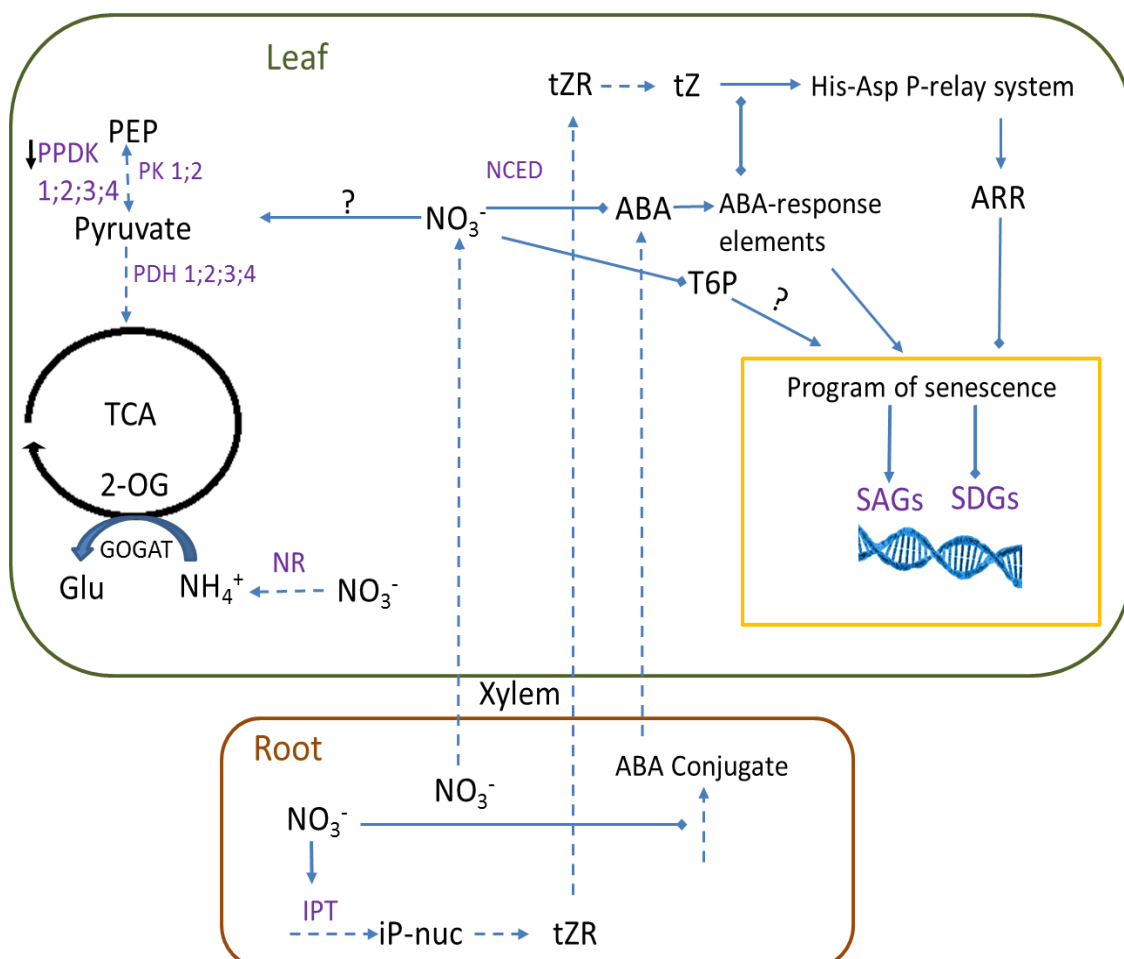 Leaf
tZR
tZ
His-Asp P-relay system
PEP
PPDK
1;2;3;4
PK 1;2
NCED
Pyruvate
?
NO₃⁻
ABA
ABA-response
elements
ARR
PDH 1;2;3;4
T6P
?
Program of senescence
TCA
2-OG
SAGs
SDGs
GOGAT
Glu
NH₄⁺
NR
NO₃⁻
Xylem
Root
ABA Conjugate
NO₃⁻
NO₃⁻
IPT
iP-nuc
tZR